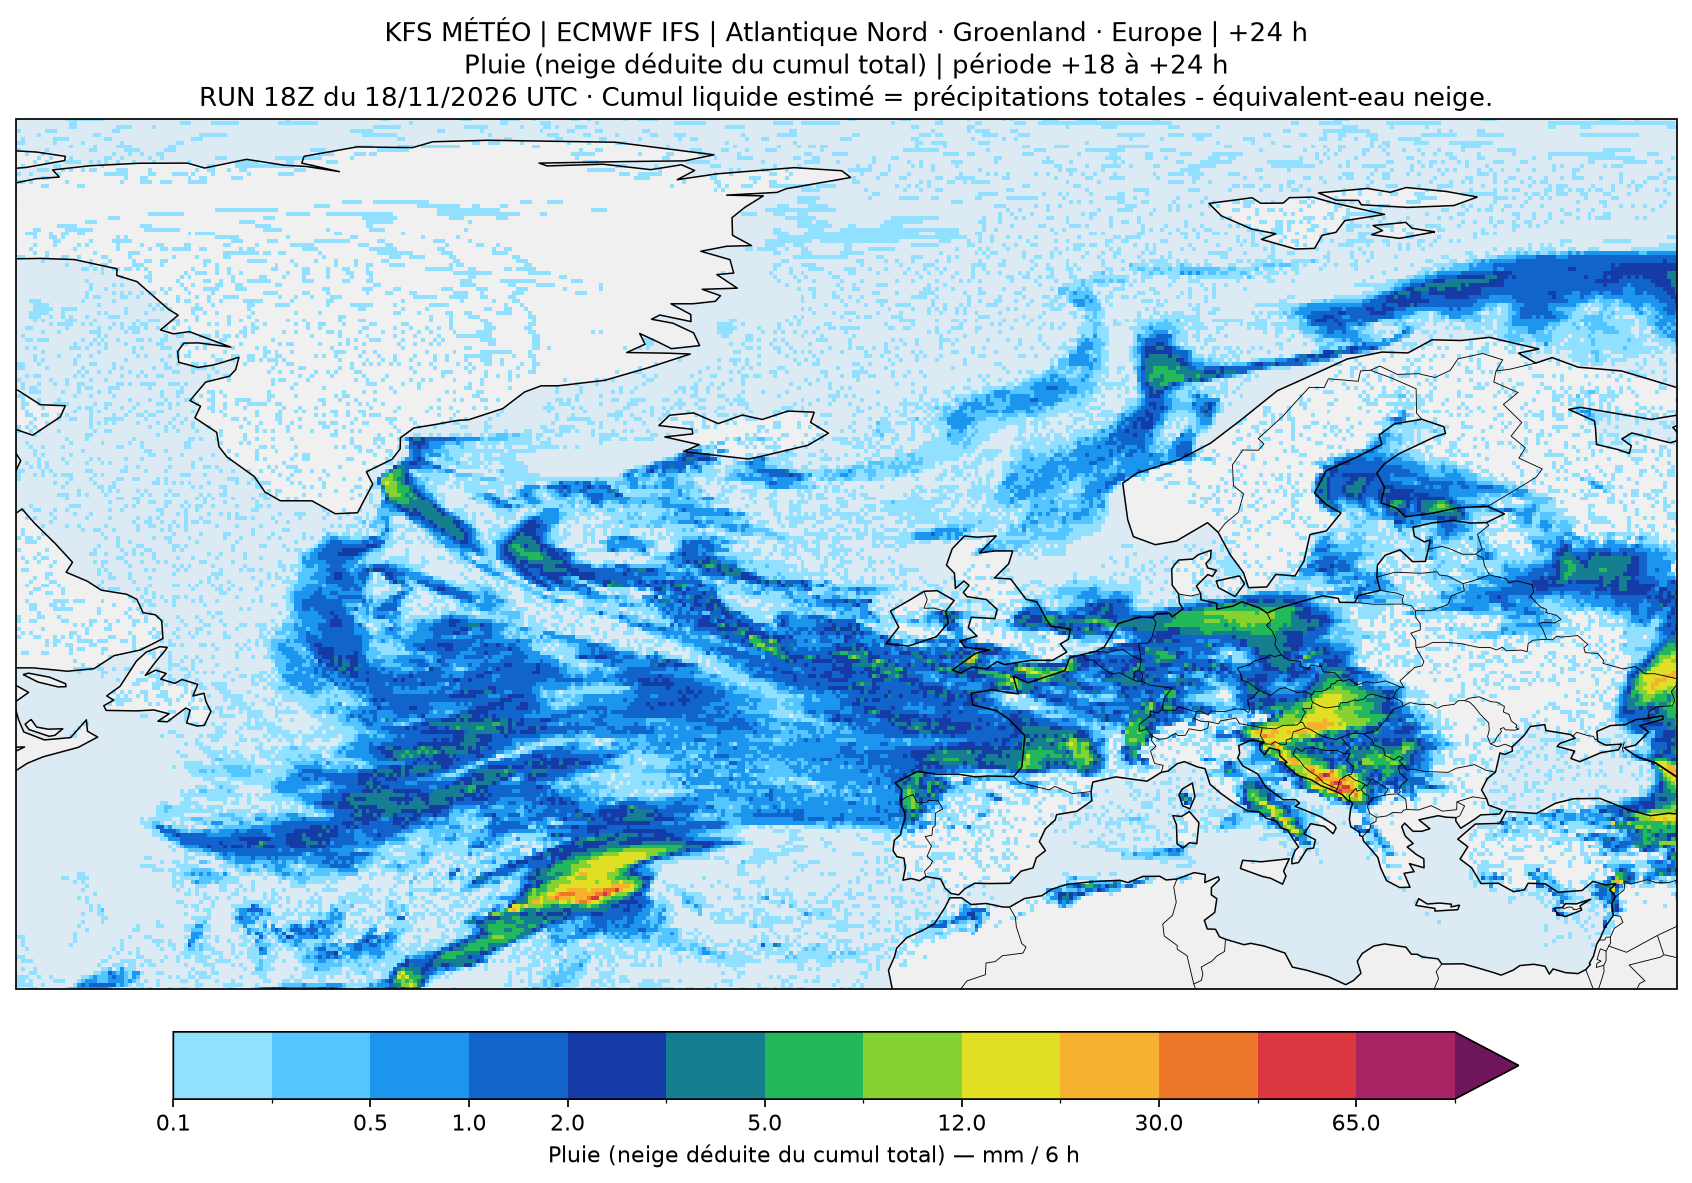 KFS MÉTÉO | ECMWF IFS | Atlantique Nord · Groenland · Europe | +24 h
Pluie (neige déduite du cumul total) | période +18 à +24 h
RUN 18Z du 18/11/2026 UTC · Cumul liquide estimé = précipitations totales - équivalent-eau neige.
0.1 0.5 1.0 2.0 5.0 12.0 30.0 65.0
Pluie (neige déduite du cumul total) — mm / 6 h